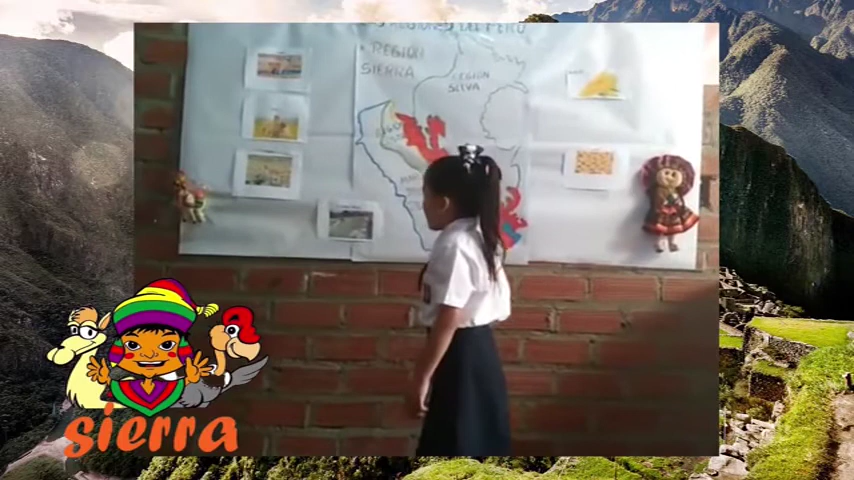 REGIONES DEL PERU
• REGION
SIERRA
REGION
SELVA
sierra